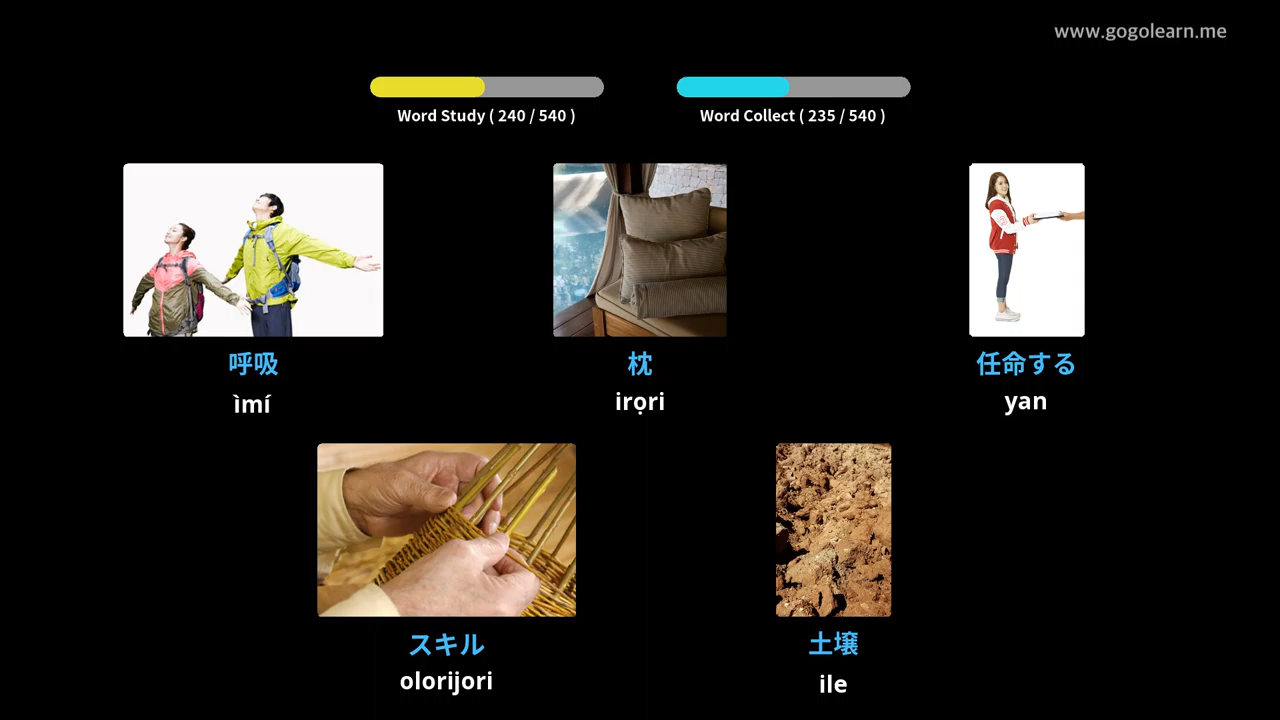 www.gogolearn.me
Word Study ( 240 / 540 )
Word Collect ( 235 / 540 )
呼吸
ìmí
枕
irọri
任命する
yan
スキル
olorijori
土壌
ile